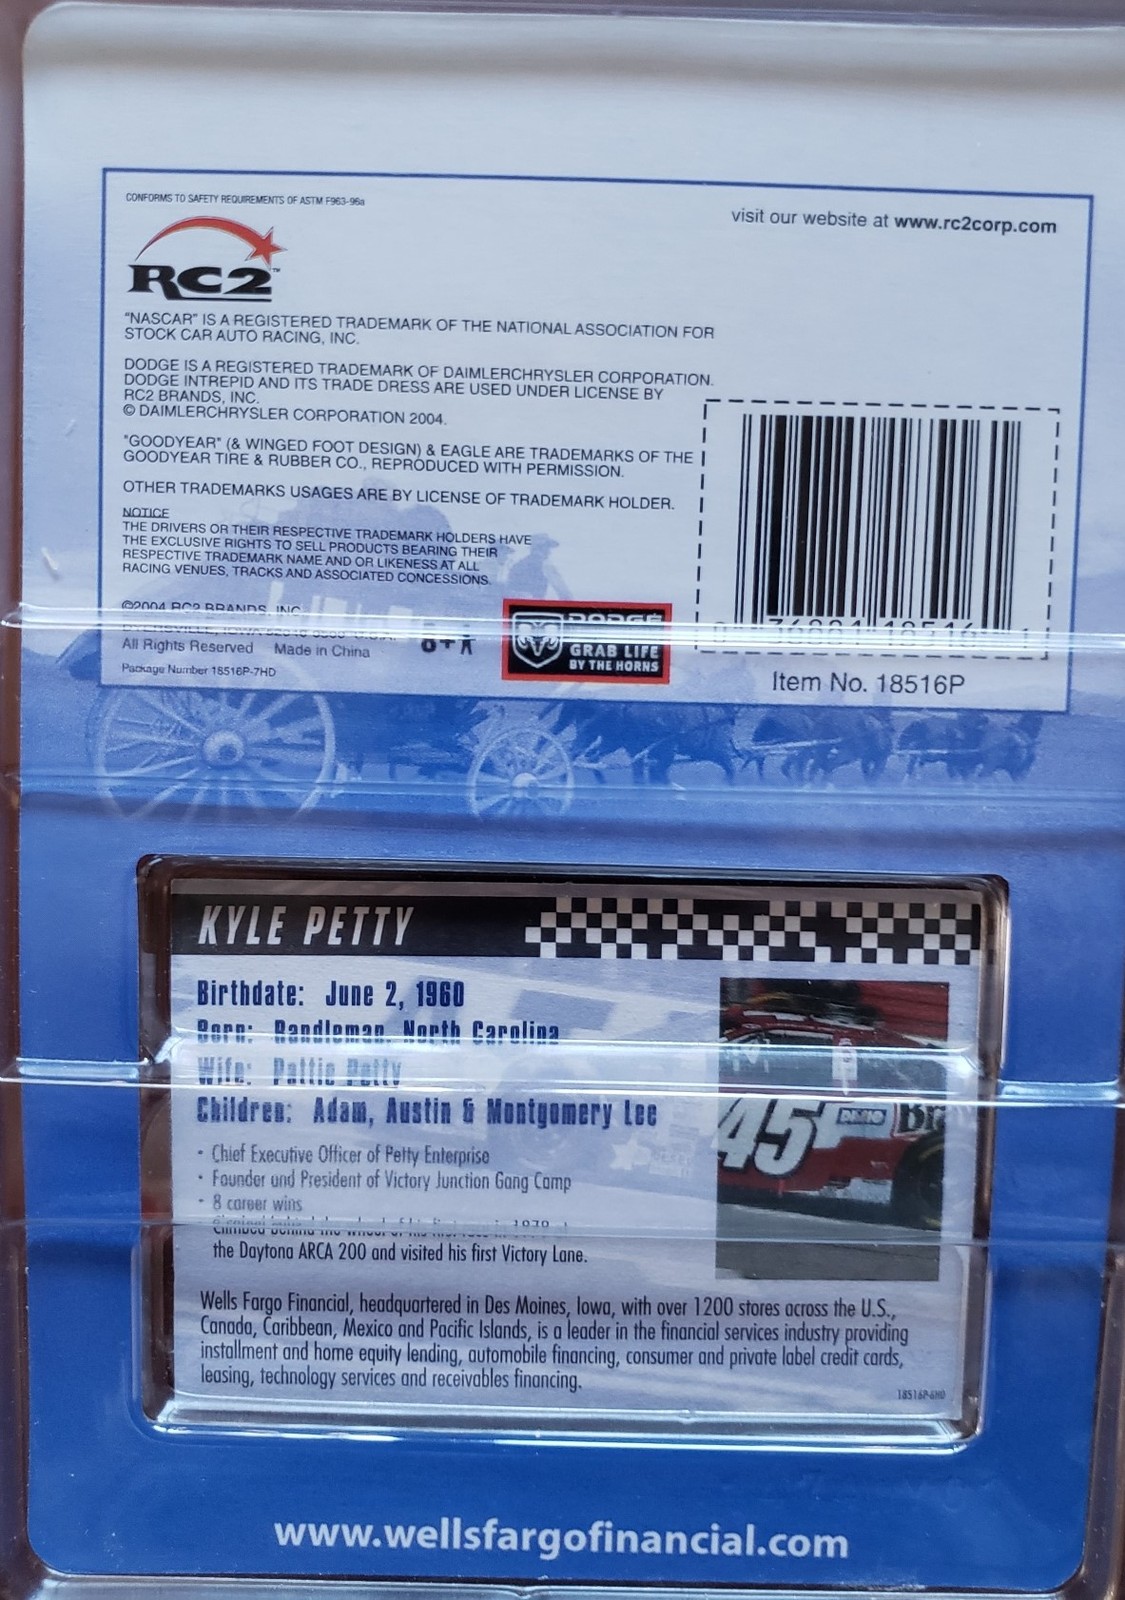 CONFORMS TO SAFETY REQUIREMENTS OF ASTM F963-96a
visit our website at www.rc2corp.com
RC2™
"NASCAR" IS A REGISTERED TRADEMARK OF THE NATIONAL ASSOCIATION FOR
STOCK CAR AUTO RACING, INC.
DODGE IS A REGISTERED TRADEMARK OF DAIMLERCHRYSLER CORPORATION.
DODGE INTREPID AND ITS TRADE DRESS ARE USED UNDER LICENSE BY
RC2 BRANDS, INC.
© DAIMLERCHRYSLER CORPORATION 2004.
"GOODYEAR" (& WINGED FOOT DESIGN) & EAGLE ARE TRADEMARKS OF THE
GOODYEAR TIRE & RUBBER CO., REPRODUCED WITH PERMISSION.
OTHER TRADEMARKS USAGES ARE BY LICENSE OF TRADEMARK HOLDER.
NOTICE
THE DRIVERS OR THEIR RESPECTIVE TRADEMARK HOLDERS HAVE
THE EXCLUSIVE RIGHTS TO SELL PRODUCTS BEARING THEIR
RESPECTIVE TRADEMARK NAME AND OR LIKENESS AT ALL
RACING VENUES, TRACKS AND ASSOCIATED CONCESSIONS.
©2004 RC2 BRANDS, INC.
All Rights Reserved Made in China
Package Number 18516P-7HD
DODGE
GRAB LIFE
BY THE HORNS
0 36881 18516 1
Item No. 18516P
KYLE PETTY
Birthdate: June 2, 1960
Born: Randleman, North Carolina
Wife: Pattie Petty
Children: Adam, Austin & Montgomery Lee
• Chief Executive Officer of Petty Enterprise
• Founder and President of Victory Junction Gang Camp
• 8 career wins
the Daytona ARCA 200 and visited his first Victory Lane.
45
Wells Fargo Financial, headquartered in Des Moines, Iowa, with over 1200 stores across the U.S.,
Canada, Caribbean, Mexico and Pacific Islands, is a leader in the financial services industry providing
installment and home equity lending, automobile financing, consumer and private label credit cards,
leasing, technology services and receivables financing.
18516P-6HD
www.wellsfargofinancial.com